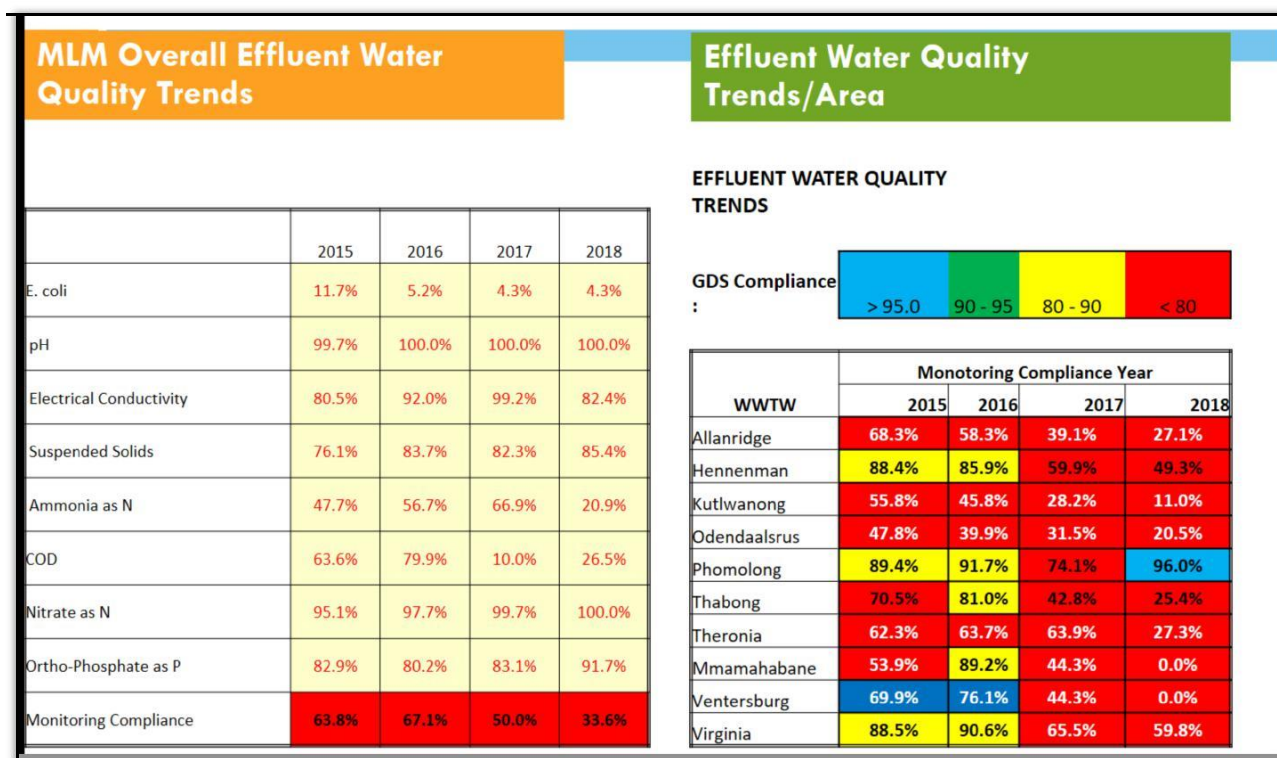 MLM Overall Effluent Water
Quality Trends
2015 2016 2017 2018
E. coli 11.7% 5.2% 4.3% 4.3%
pH 99.7% 100.0% 100.0% 100.0%
Electrical Conductivity 80.5% 92.0% 99.2% 82.4%
Suspended Solids 76.1% 83.7% 82.3% 85.4%
Ammonia as N 47.7% 56.7% 66.9% 20.9%
COD 63.6% 79.9% 10.0% 26.5%
Nitrate as N 95.1% 97.7% 99.7% 100.0%
Ortho-Phosphate as P 82.9% 80.2% 83.1% 91.7%
Monitoring Compliance 63.8% 67.1% 50.0% 33.6%
Effluent Water Quality
Trends/Area
EFFLUENT WATER QUALITY
TRENDS
GDS Compliance
: > 95.0 90 - 95 80 - 90 < 80
Monotoring Compliance Year
WWTW 2015 2016 2017 2018
Allanridge 68.3% 58.3% 39.1% 27.1%
Hennenman 88.4% 85.9% 59.9% 49.3%
Kutlwanong 55.8% 45.8% 28.2% 11.0%
Odendaalsrus 47.8% 39.9% 31.5% 20.5%
Phomolong 89.4% 91.7% 74.1% 96.0%
Thabong 70.5% 81.0% 42.8% 25.4%
Theronia 62.3% 63.7% 63.9% 27.3%
Mmamahabane 53.9% 89.2% 44.3% 0.0%
Ventersburg 69.9% 76.1% 44.3% 0.0%
Virginia 88.5% 90.6% 65.5% 59.8%